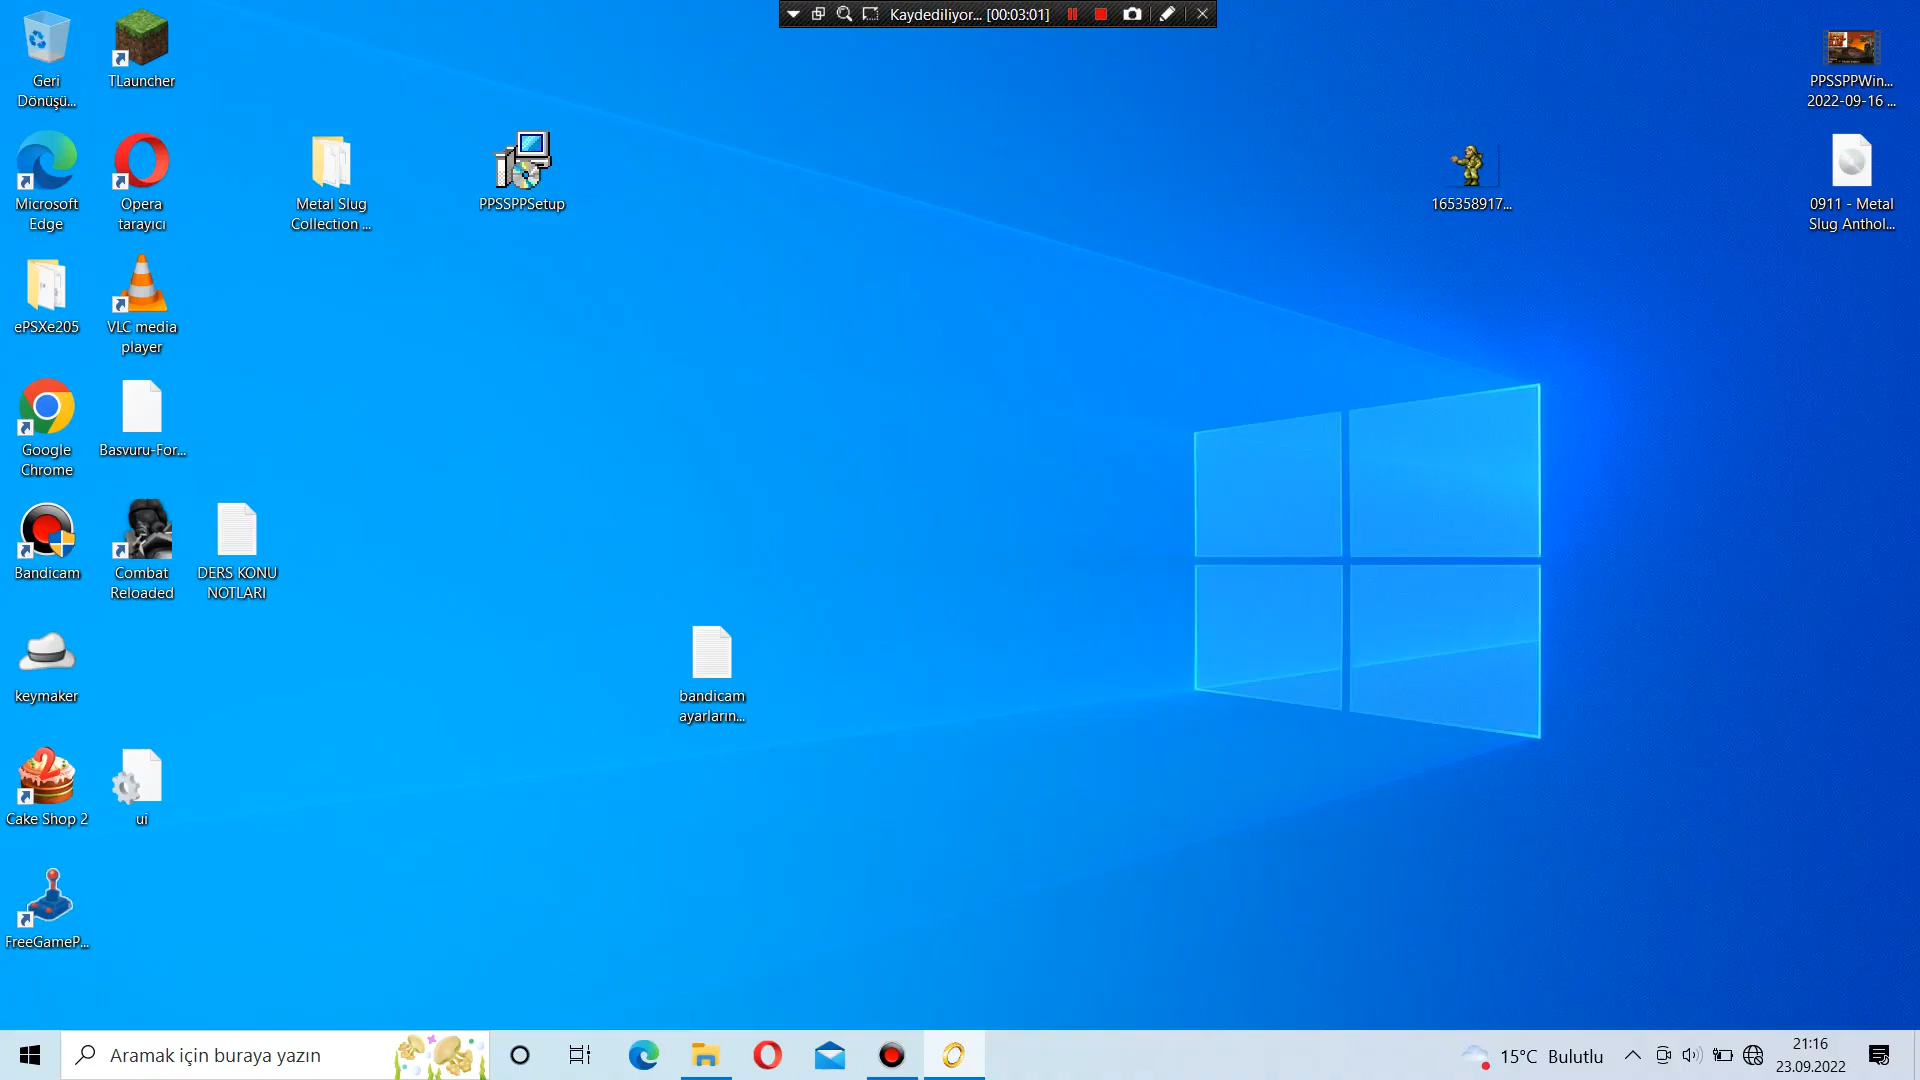 Kaydediliyor... [00:03:01]
Geri
Dönüşü...
TLauncher
PPSSPPWin...
2022-09-16 ...
Microsoft
Edge
Opera
tarayıcı
Metal Slug
Collection ...
PPSSPPSetup
165358917...
0911 - Metal
Slug Anthol...
ePSXe205
VLC media
player
Google
Chrome
Basvuru-For...
Bandicam
Combat
Reloaded
DERS KONU
NOTLARI
keymaker
bandicam
ayarların...
2
Cake Shop 2
ui
FreeGameP...
Aramak için buraya yazın
15°C Bulutlu
21:16
23.09.2022